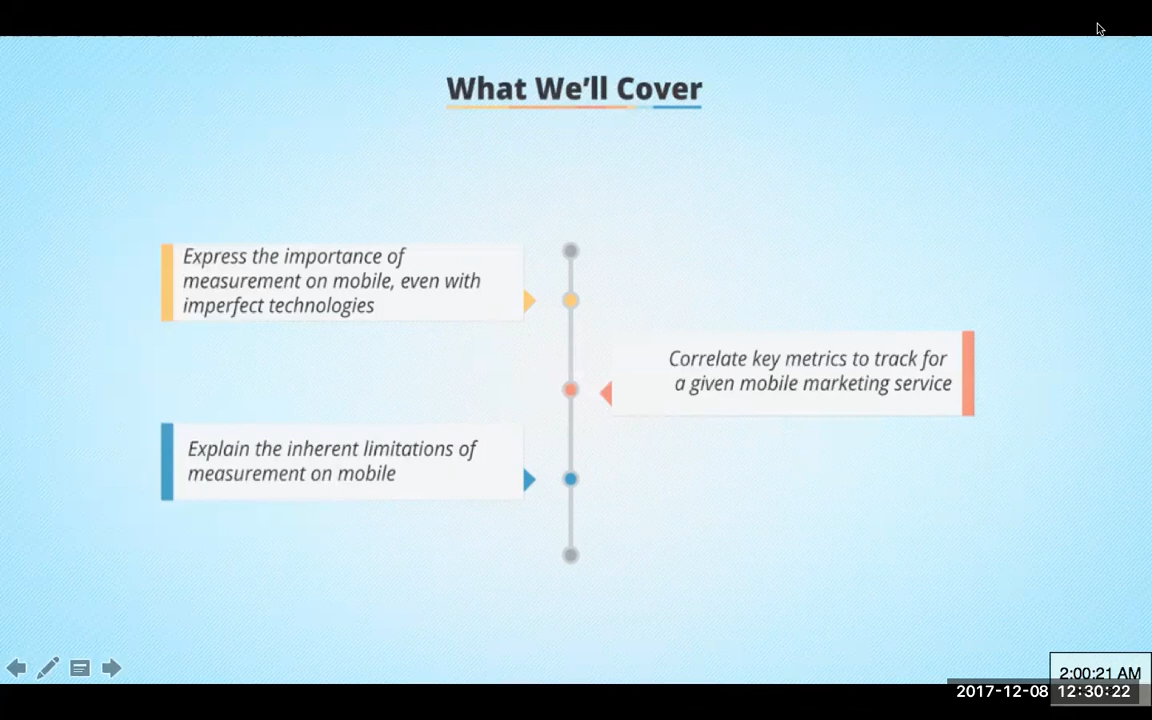 What We'll Cover
Express the importance of
measurement on mobile, even with
imperfect technologies
Correlate key metrics to track for
a given mobile marketing service
Explain the inherent limitations of
measurement on mobile
2:00:21 AM
2017-12-08 12:30:22